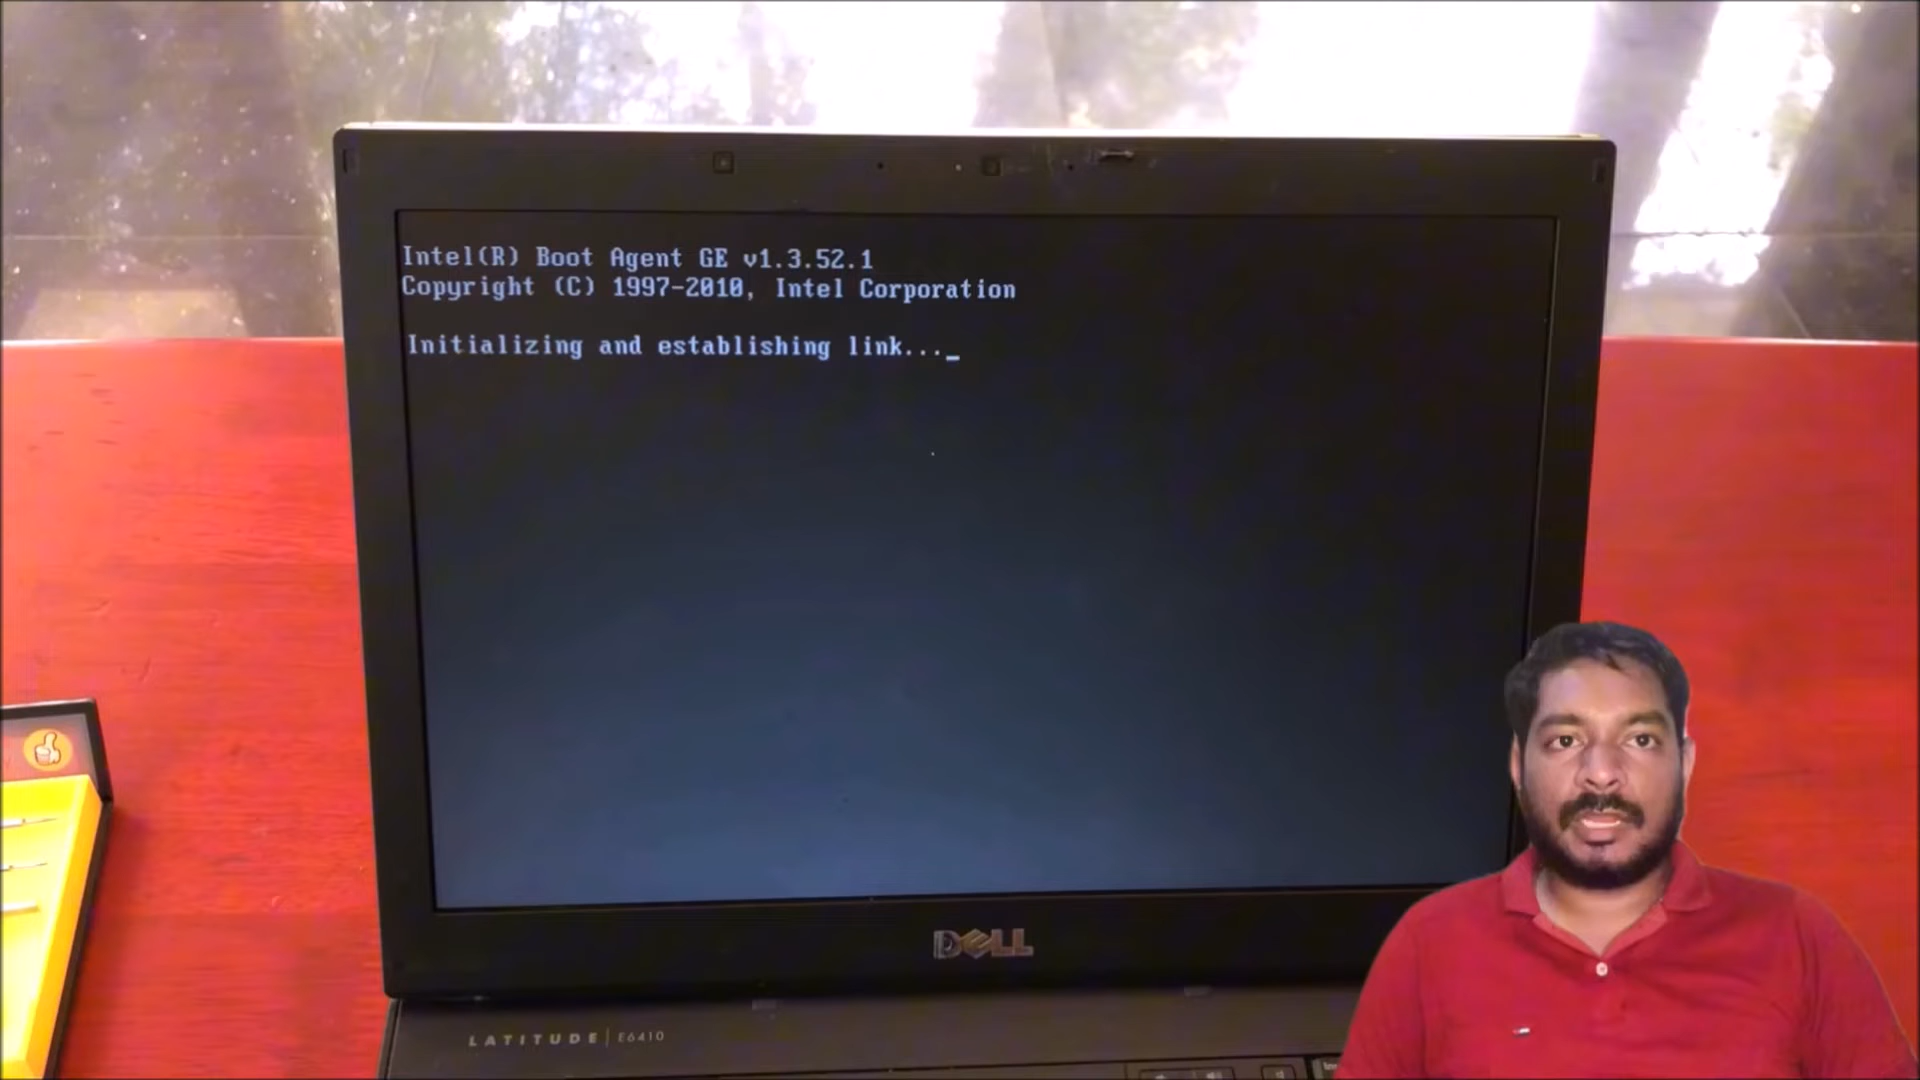 Intel(R) Boot Agent GE v1.3.52.1
Copyright (C) 1997-2010, Intel Corporation
Initializing and establishing link..._
DELL
LATITUDE | E6410